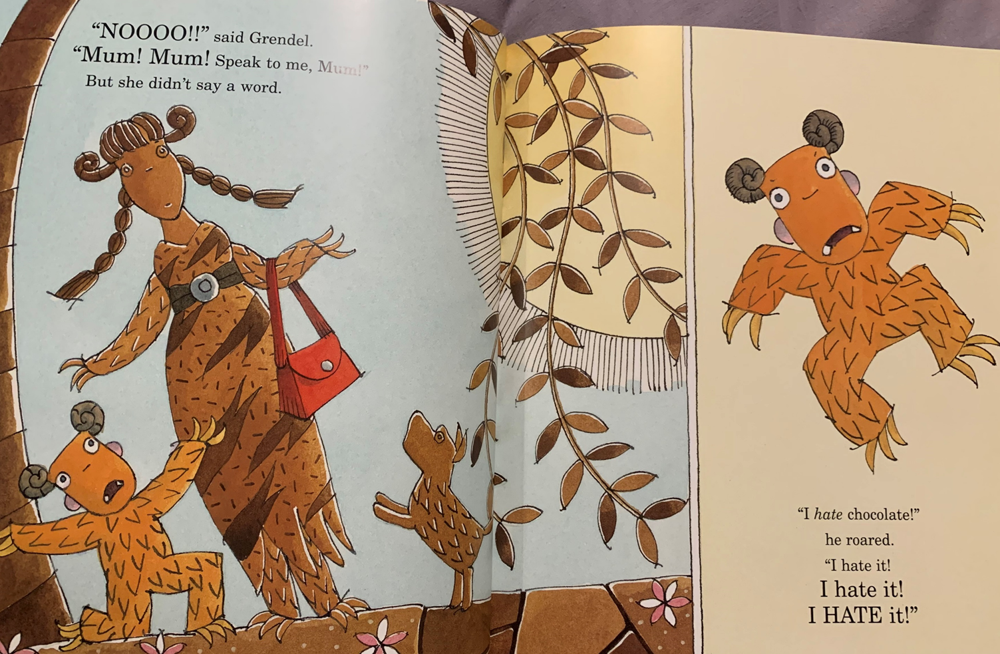 “NOOOO!!” said Grendel.
“Mum! Mum! Speak to me, Mum!”
But she didn’t say a word.
“I hate chocolate!”
he roared.
“I hate it!
I hate it!
I HATE it!”